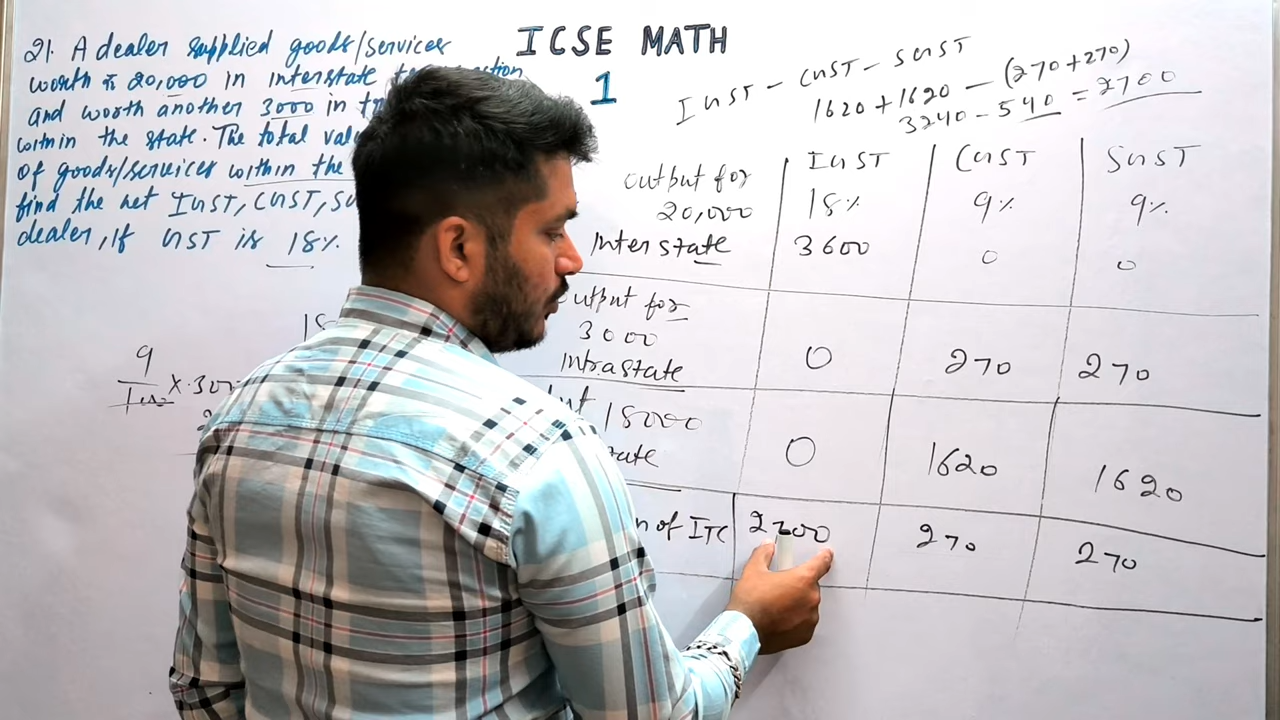 ICSE MATH
1
21. A dealer supplied goods/services
worth ₹ 20,000 in interstate
and worth another 3000 in
within the state. The total
of goods/services within the
find the net IGST, CGST,
dealer, If GST is 18%.
IGST - CGST - SGST
1620 + 1620 - (270+270)
3240 - 540 = 2700
output for IGST CGST SGST
20,000 18% 9% 9%
Interstate 3600 0 0
output for
3000
Intrastate 0 270 270
18000
0 1620 1620
of ITC 2700 270 270
9